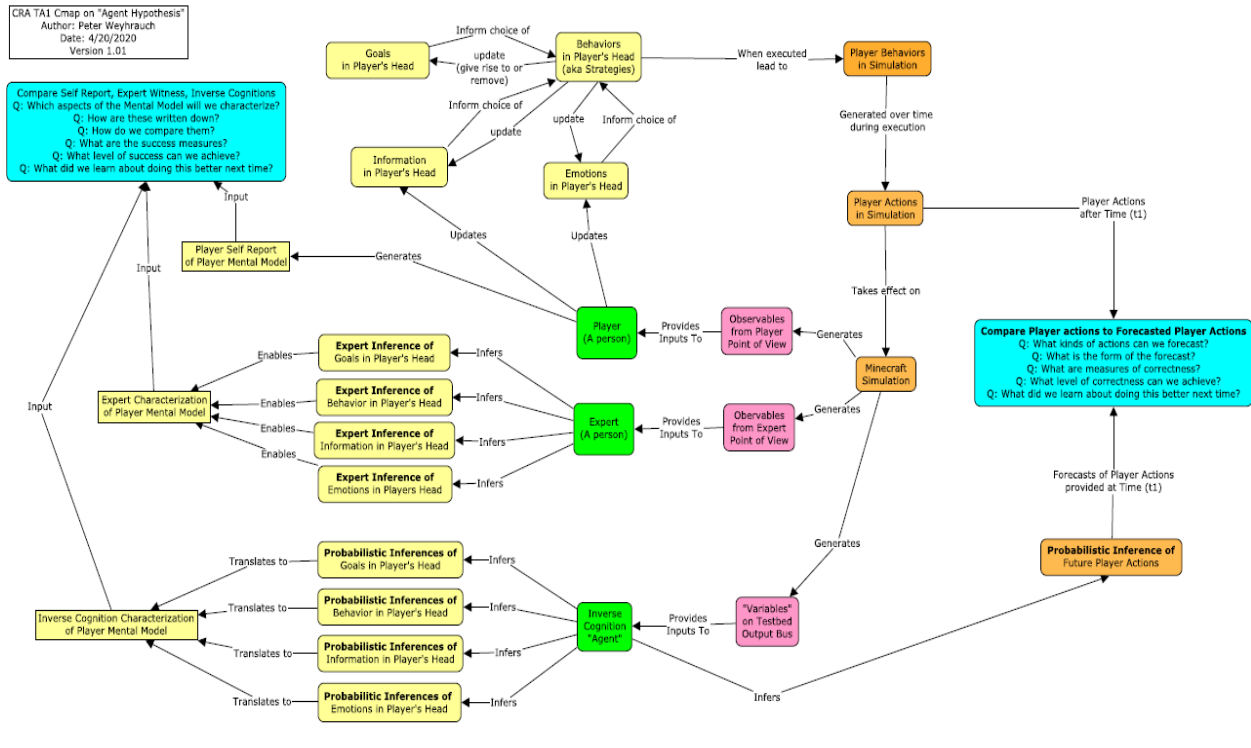 CRA TA1 Cmap on "Agent Hypothesis"
Author: Peter Weyhrauch
Date: 4/20/2020
Version 1.01
Goals
in Player's Head
Inform choice of
update
(give rise to or
remove)
Behaviors
in Player's Head
(aka Strategies)
When executed
lead to
Player Behaviors
in Simulation
Compare Self Report, Expert Witness, Inverse Cognitions
Q: Which aspects of the Mental Model will we characterize?
Q: How are these written down?
Q: How do we compare them?
Q: What are the success measures?
Q: What level of success can we achieve?
Q: What did we learn about doing this better next time?
Inform choice of
update
update
Inform choice of
Generated over time
during execution
Information
in Player's Head
Emotions
in Player's Head
Player Actions
in Simulation
Player Actions
after Time (t1)
Input
Player Self Report
of Player Mental Model
Generates
Updates
Updates
Takes effect on
Input
Player
(A person)
Provides
Inputs To
Observables
from Player
Point of View
Generates
Minecraft
Simulation
Compare Player actions to Forecasted Player Actions
Q: What kinds of actions can we forecast?
Q: What is the form of the forecast?
Q: What are measures of correctness?
Q: What level of correctness can we achieve?
Q: What did we learn about doing this better next time?
Input
Expert Characterization
of Player Mental Model
Enables
Expert Inference of
Goals in Player's Head
Infers
Enables
Expert Inference of
Behavior in Player's Head
Infers
Enables
Expert Inference of
Information in Player's Head
Infers
Enables
Expert Inference of
Emotions in Players Head
Infers
Expert
(A person)
Provides
Inputs To
Obervables
from Expert
Point of View
Generates
Forecasts of Player Actions
provided at Time (t1)
Generates
Probabilistic Inference of
Future Player Actions
Inverse Cognition Characterization
of Player Mental Model
Translates to
Probabilistic Inferences of
Goals in Player's Head
Infers
Translates to
Probabilistic Inferences of
Behavior in Player's Head
Infers
Translates to
Probabilistic Inferences of
Information in Player's Head
Infers
Translates to
Probabilitic Inferences of
Emotions in Player's Head
Infers
Inverse
Cognition
"Agent"
Provides
Inputs To
"Variables"
on Testbed
Output Bus
Infers